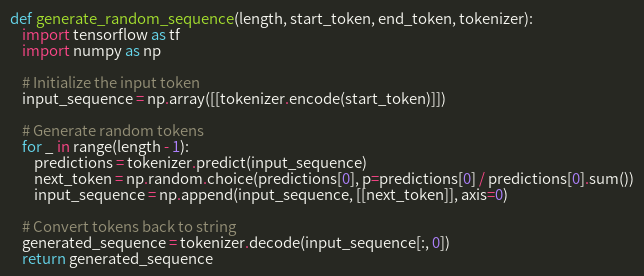 def generate_random_sequence(length, start_token, end_token, tokenizer):
    import tensorflow as tf
    import numpy as np

    # Initialize the input token
    input_sequence = np.array([[tokenizer.encode(start_token)]])

    # Generate random tokens
    for _ in range(length - 1):
        predictions = tokenizer.predict(input_sequence)
        next_token = np.random.choice(predictions[0], p=predictions[0] / predictions[0].sum())
        input_sequence = np.append(input_sequence, [[next_token]], axis=0)

    # Convert tokens back to string
    generated_sequence = tokenizer.decode(input_sequence[:, 0])
    return generated_sequence